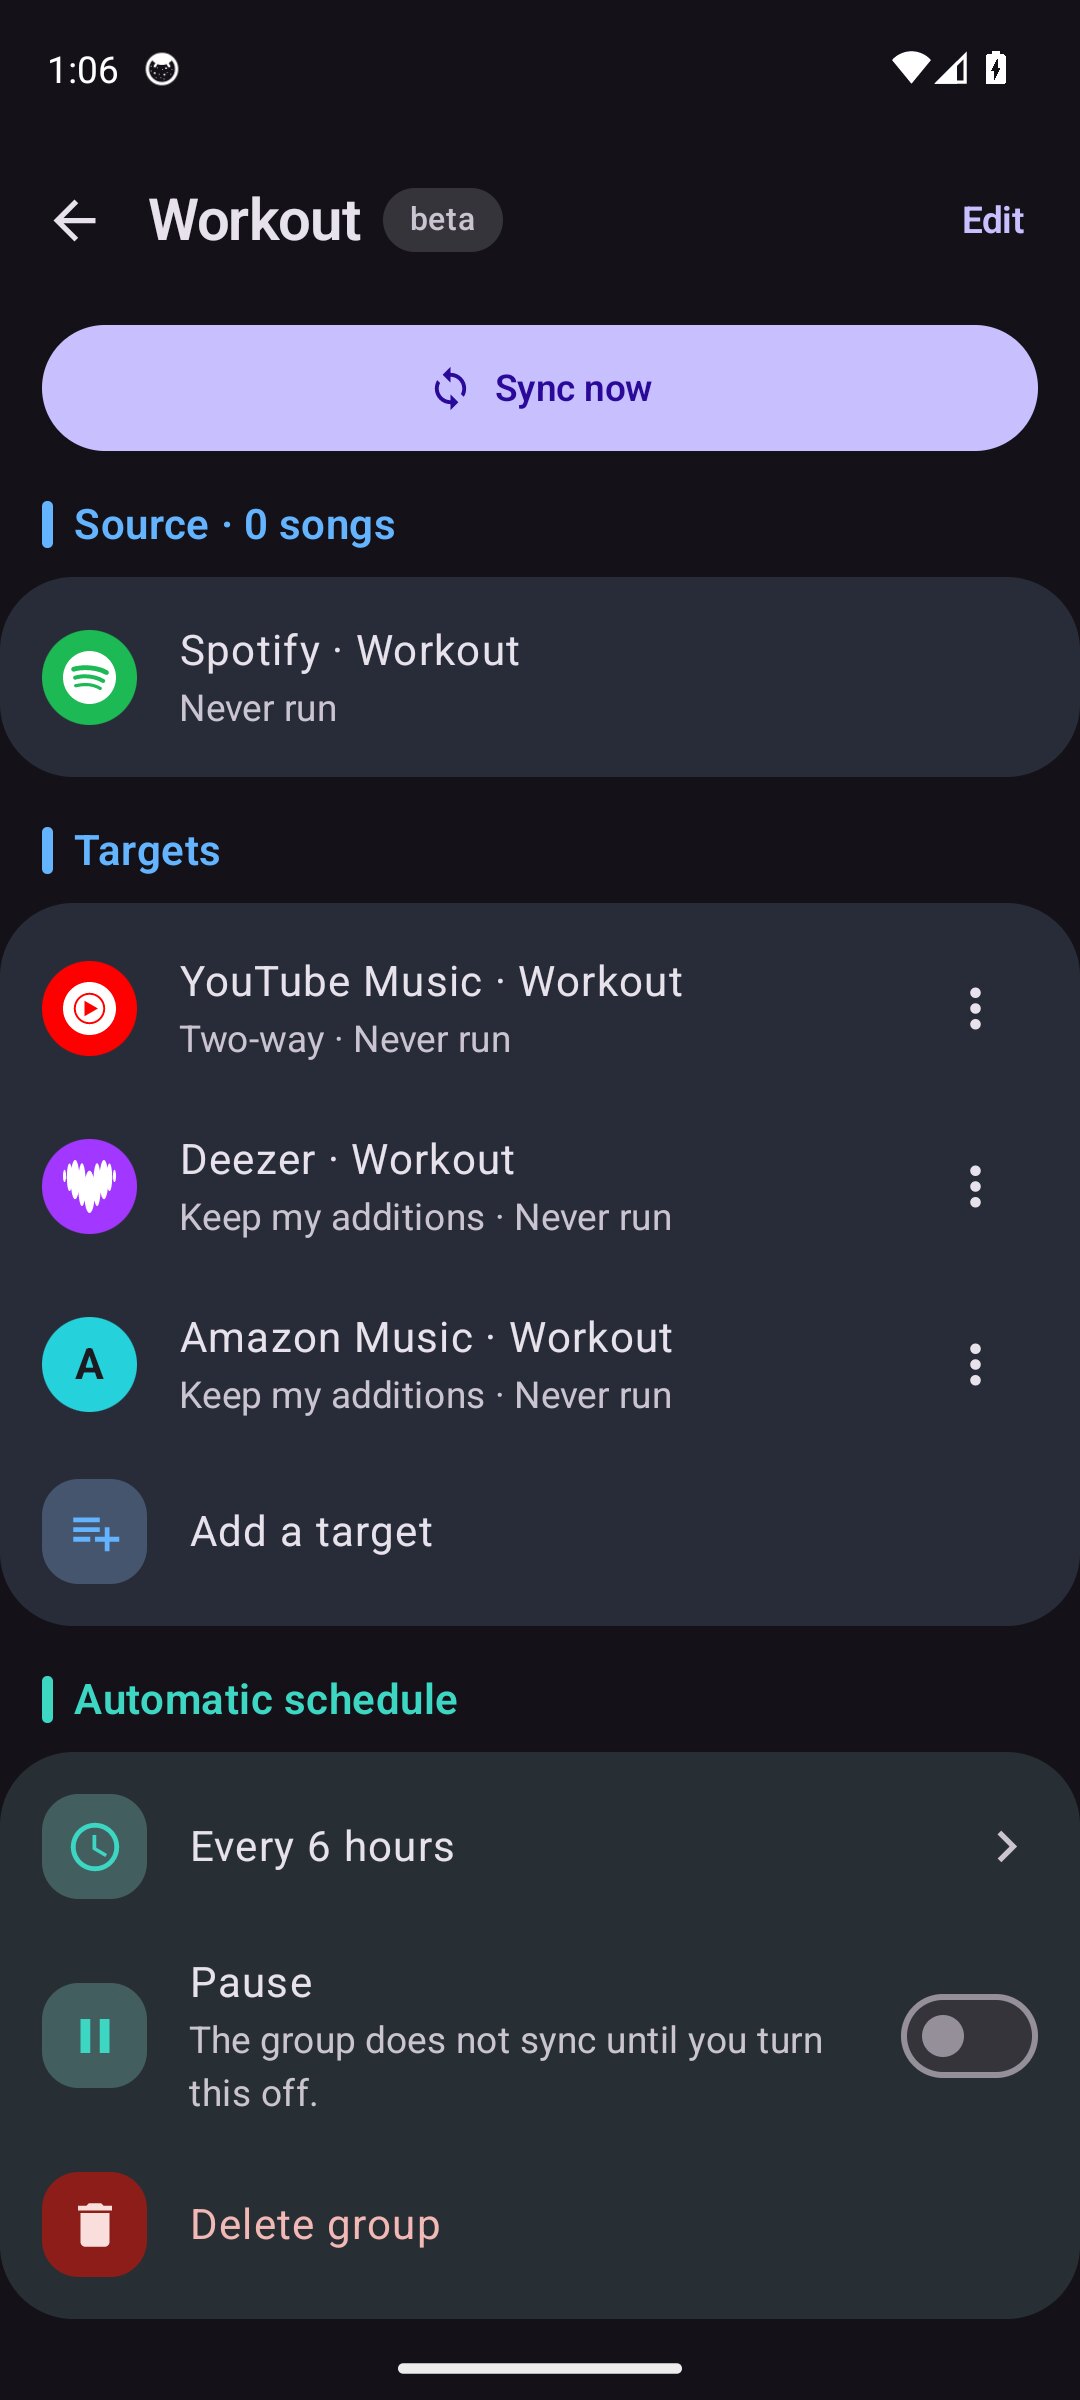 1:06
Workout
beta
Edit
Sync now
Source · 0 songs
Spotify · Workout
Never run
Targets
YouTube Music · Workout
Two-way · Never run
Deezer · Workout
Keep my additions · Never run
A
Amazon Music · Workout
Keep my additions · Never run
Add a target
Automatic schedule
Every 6 hours
Pause
The group does not sync until you turn
this off.
Delete group